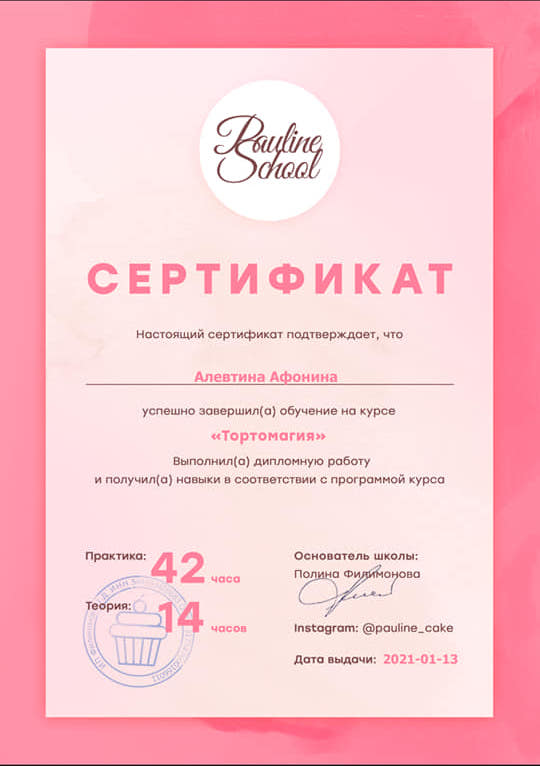 Pauline
School
СЕРТИФИКАТ
Настоящий сертификат подтверждает, что
Алевтина Афонина
успешно завершил(а) обучение на курсе
«Тортомагия»
Выполнил(а) дипломную работу
и получил(а) навыки в соответствии с программой курса
Практика: 42 часа
Теория: 14 часов
Основатель школы:
Полина Филимонова
Instagram: @pauline_cake
Дата выдачи: 2021-01-13